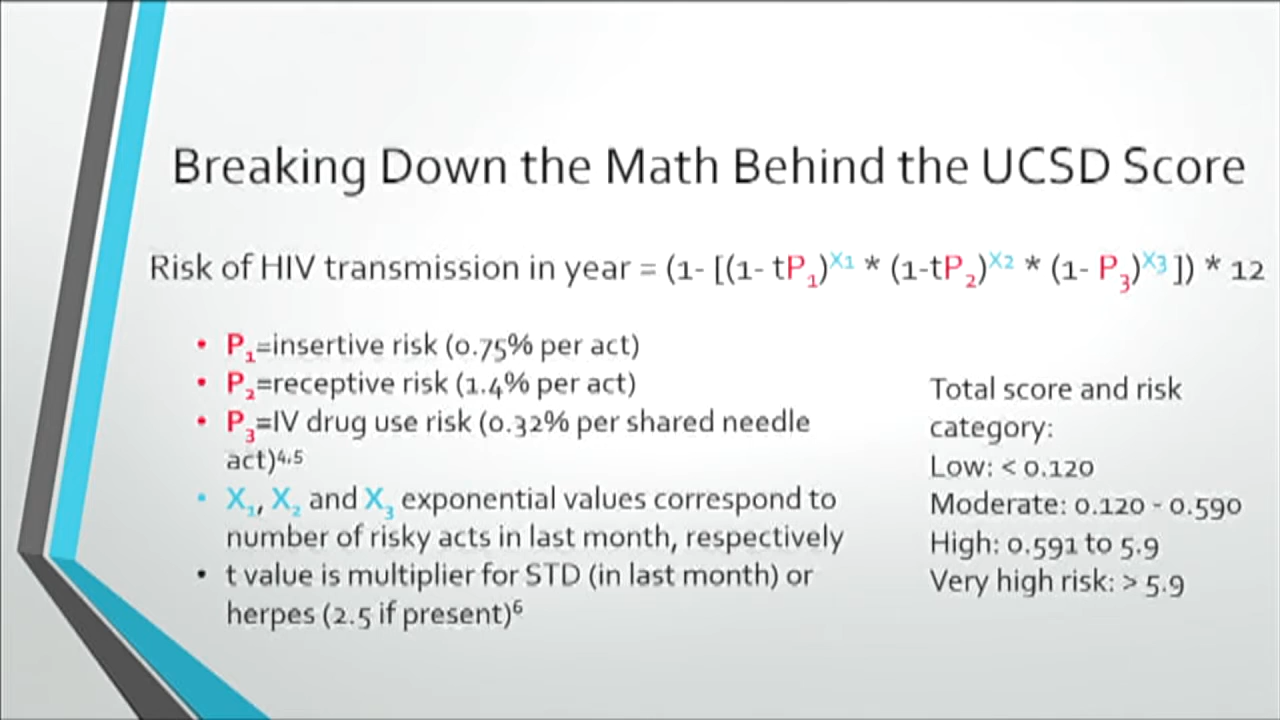 Breaking Down the Math Behind the UCSD Score
Risk of HIV transmission in year = (1- [(1- tP₁)^X1 * (1-tP₂)^X2 * (1- P₃)^X3 ]) * 12
• P₁=insertive risk (0.75% per act)
• P₂=receptive risk (1.4% per act)
• P₃=IV drug use risk (0.32% per shared needle
act)⁴,⁵
• X₁, X₂ and X₃ exponential values correspond to
number of risky acts in last month, respectively
• t value is multiplier for STD (in last month) or
herpes (2.5 if present)⁶
Total score and risk
category:
Low: < 0.120
Moderate: 0.120 - 0.590
High: 0.591 to 5.9
Very high risk: > 5.9